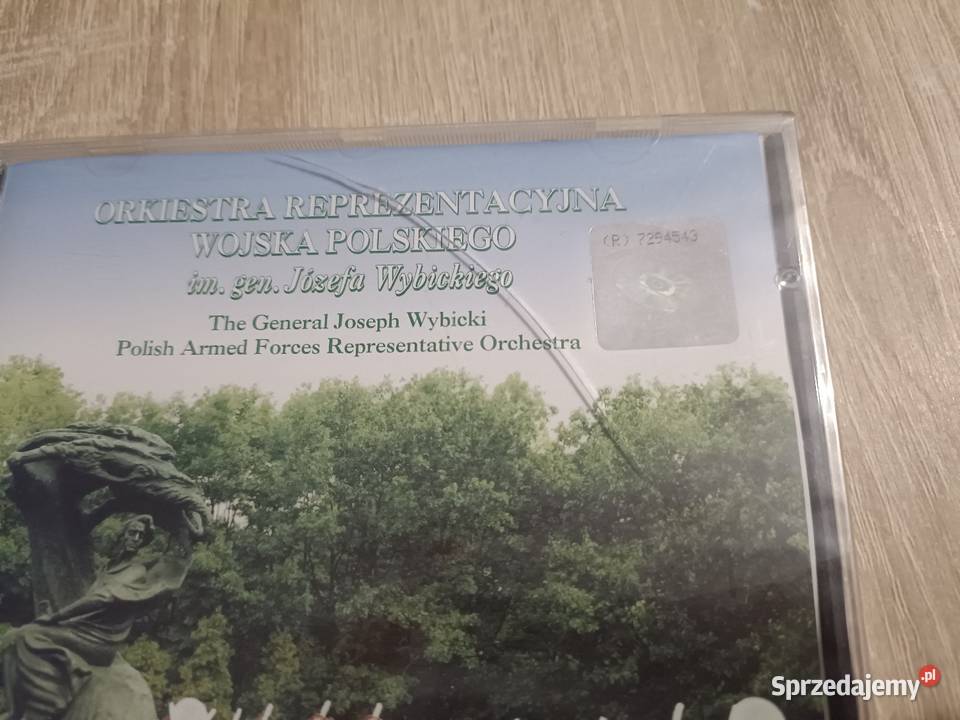 ORKIESTRA REPREZENTACYJNA
WOJSKA POLSKIEGO
im. gen. Józefa Wybickiego
The General Joseph Wybicki
Polish Armed Forces Representative Orchestra
(R) 7294543
Sprzedajemy.pl